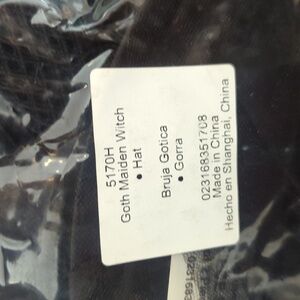 5170H
Goth Maiden Witch
• Hat
Bruja Gotica
• Gorra
023168351708
Made in China
Hecho en Shanghai, China